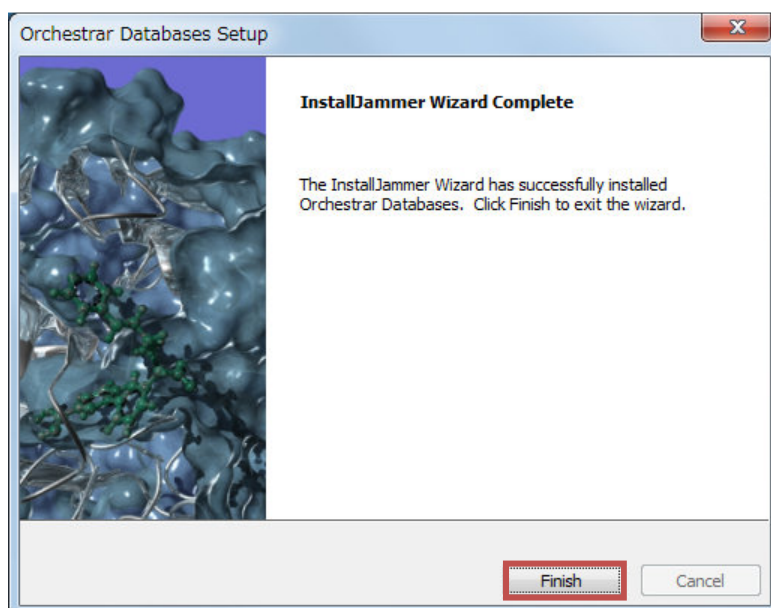 Orchestrar Databases Setup
InstallJammer Wizard Complete
The InstallJammer Wizard has successfully installed
Orchestrar Databases. Click Finish to exit the wizard.
Finish
Cancel